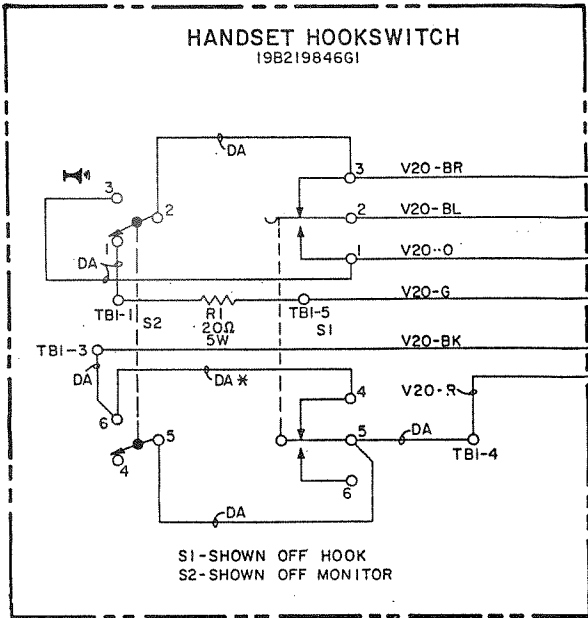 HANDSET HOOKSWITCH
19B219846G1
DA
3
V20-BR
3
2
2
V20-BL
1
1
V20-O
DA
TB1-1
S2
R1
20Ω
5W
TB1-5
S1
V20-G
TB1-3
V20-BK
DA
DA*
4
V20-R
6
5
5
DA
TB1-4
4
6
DA
S1-SHOWN OFF HOOK
S2-SHOWN OFF MONITOR